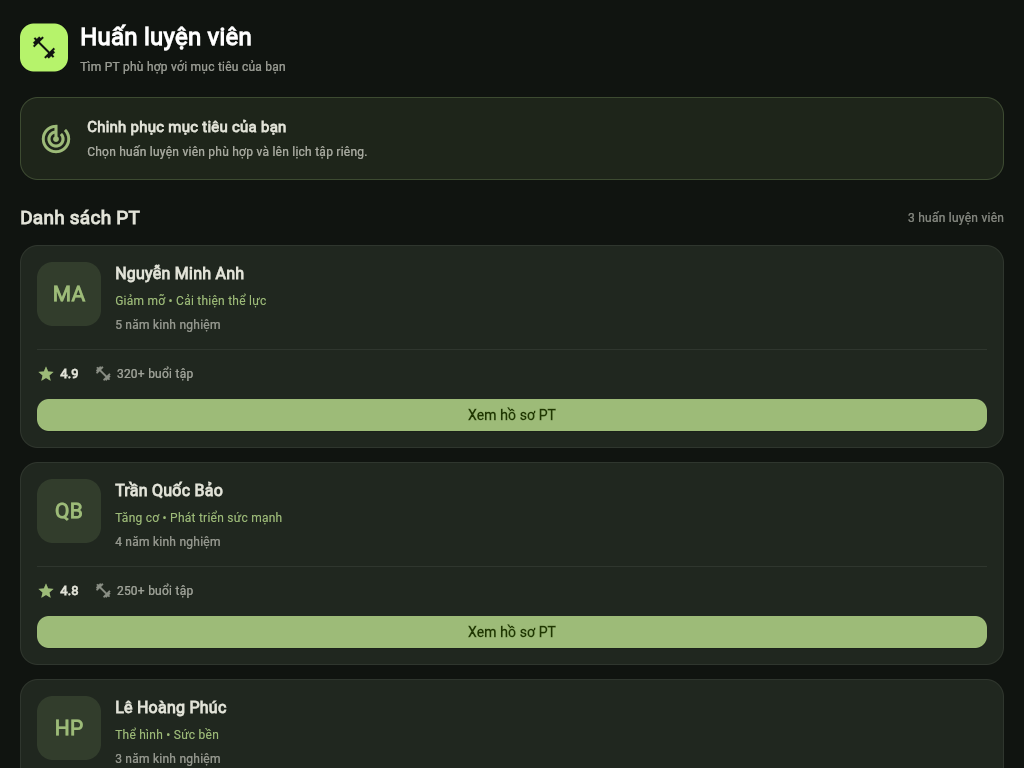 Huấn luyện viên
Tìm PT phù hợp với mục tiêu của bạn
Chinh phục mục tiêu của bạn
Chọn huấn luyện viên phù hợp và lên lịch tập riêng.
Danh sách PT
3 huấn luyện viên
MA
Nguyễn Minh Anh
Giảm mỡ • Cải thiện thể lực
5 năm kinh nghiệm
4.9
320+ buổi tập
Xem hồ sơ PT
QB
Trần Quốc Bảo
Tăng cơ • Phát triển sức mạnh
4 năm kinh nghiệm
4.8
250+ buổi tập
Xem hồ sơ PT
HP
Lê Hoàng Phúc
Thể hình • Sức bền
3 năm kinh nghiệm